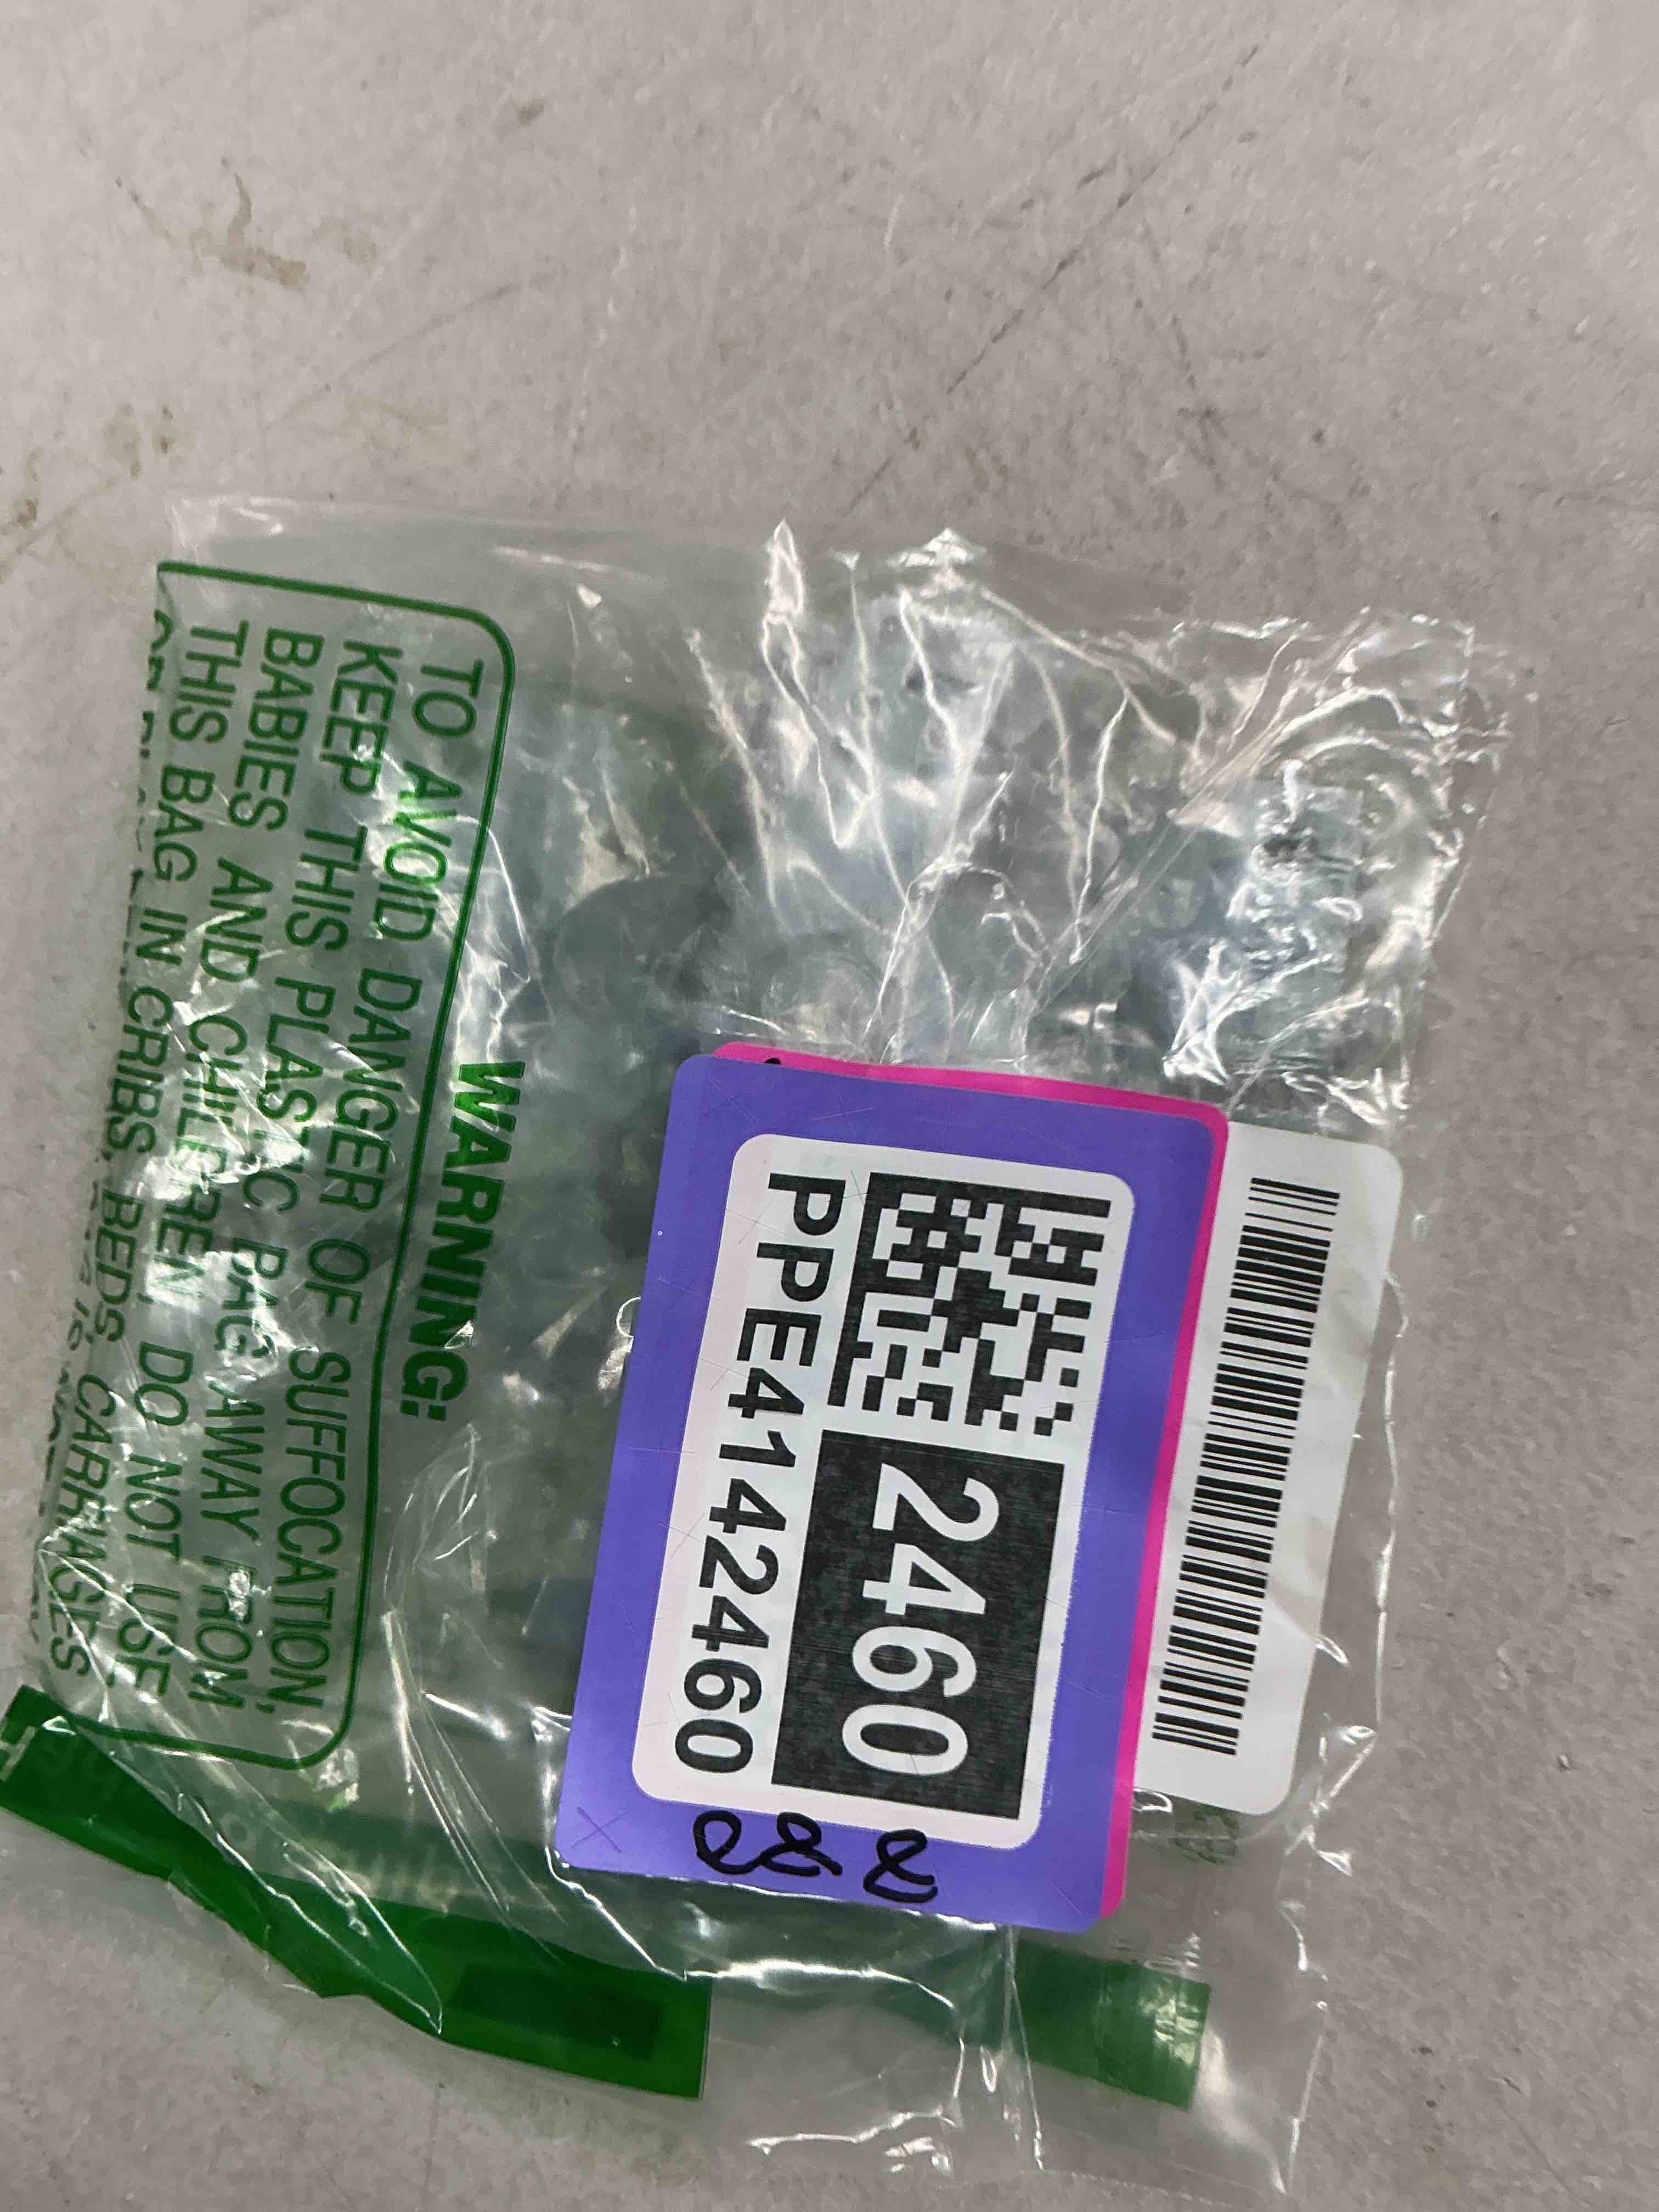 WARNING:
TO AVOID DANGER OF SUFFOCATION,
KEEP THIS PLASTIC BAG AWAY FROM
BABIES AND CHILDREN. DO NOT USE
THIS BAG IN CRIBS, BEDS, CARRIAGES
2460
PPE4142460